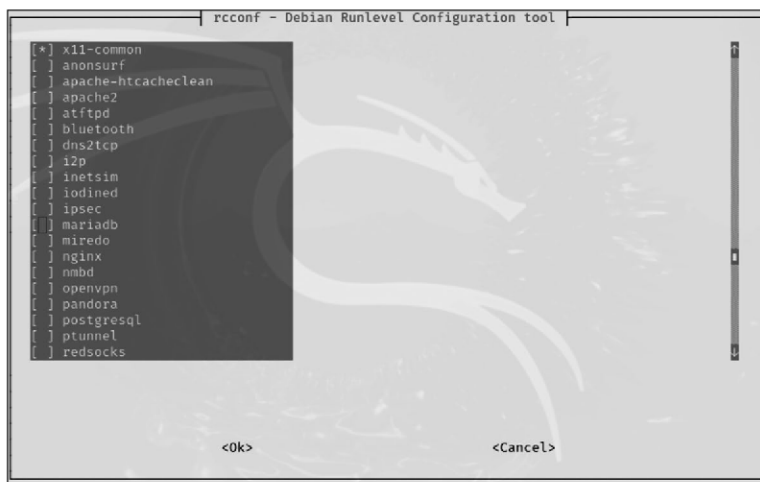 rcconf - Debian Runlevel Configuration tool
[*] x11-common
[ ] anonsurf
[ ] apache-htcacheclean
[ ] apache2
[ ] atftpd
[ ] bluetooth
[ ] dns2tcp
[ ] i2p
[ ] inetsim
[ ] iodined
[ ] ipsec
[ ] mariadb
[ ] miredo
[ ] nginx
[ ] nmbd
[ ] openvpn
[ ] pandora
[ ] postgresql
[ ] ptunnel
[ ] redsocks
<Ok> <Cancel>